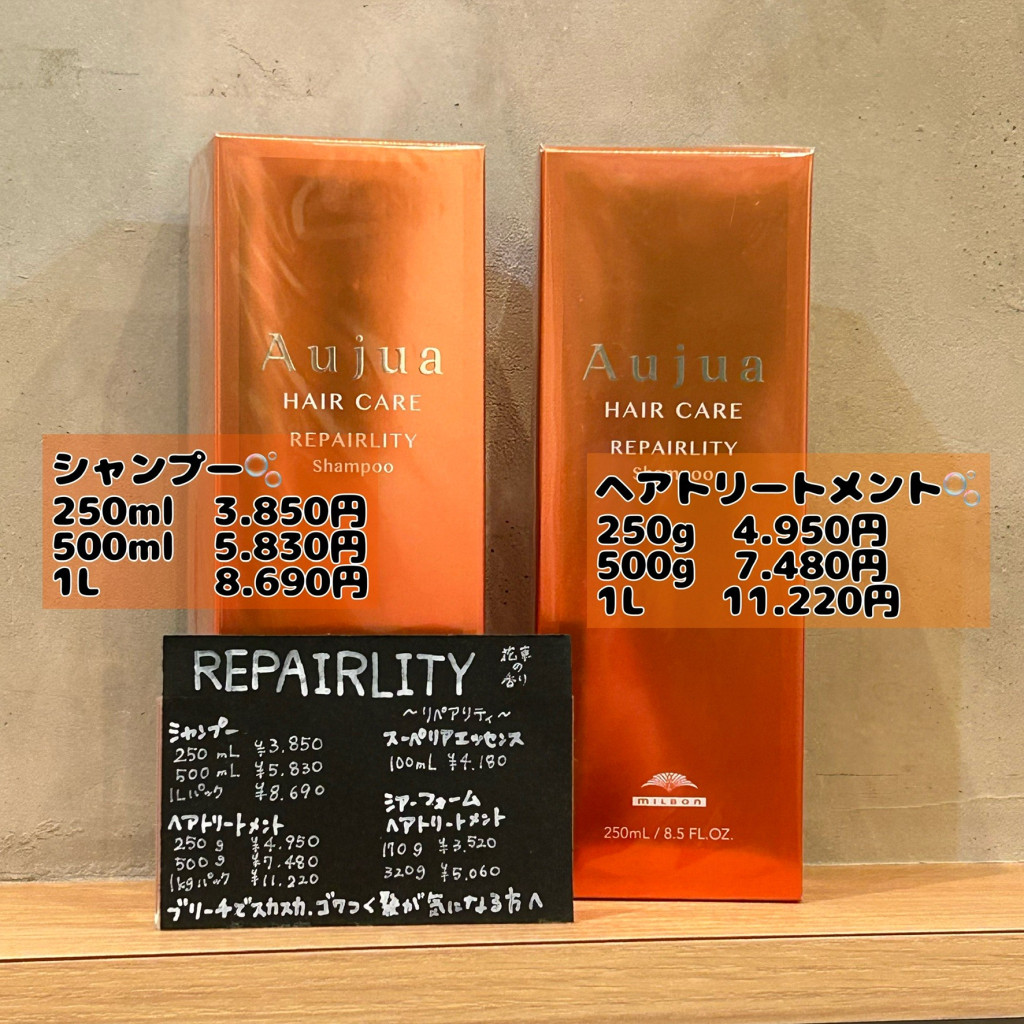 Aujua
HAIR CARE
REPAIRLITY
Shampoo
Aujua
HAIR CARE
REPAIRLITY
Shampoo
シャンプー🫧
250ml 3.850円
500ml 5.830円
1L 8.690円
ヘアトリートメント🫧
250g 4.950円
500g 7.480円
1L 11.220円
REPAIRLITY
花束の香り
〜リペアリティ〜
シャンプー
250mL ¥3.850
500mL ¥5.830
1Lパック ¥8.690
ヘアトリートメント
250g ¥4.950
500g ¥7.480
1kgパック ¥11.220
スーペリアエッセンス
100mL ¥4.180
シアーフォーム
ヘアトリートメント
170g ¥3.520
320g ¥5.060
ブリーチでスカスカ、ゴワつく髪が気になる方へ
MILBON
250mL / 8.5 FL.OZ.